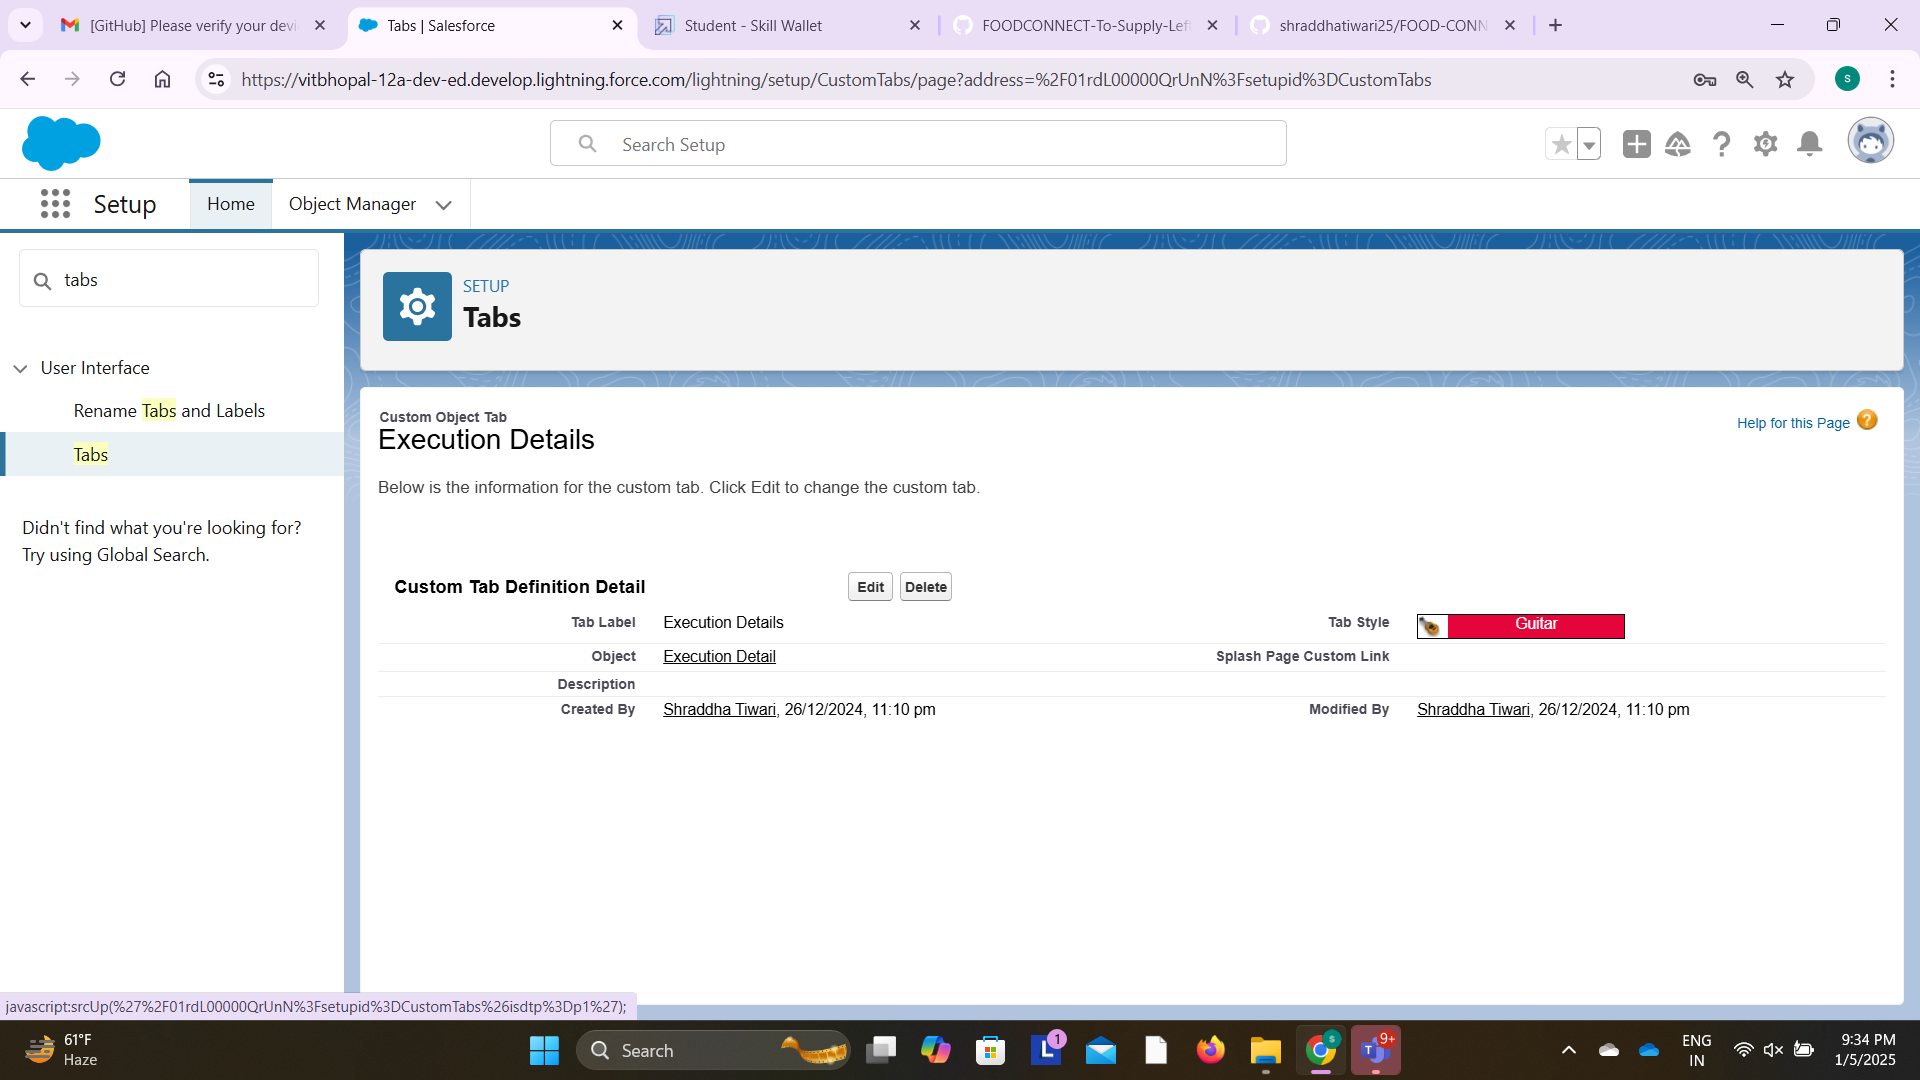 [GitHub] Please verify your devi
Tabs | Salesforce
Student - Skill Wallet
FOODCONNECT-To-Supply-Left
shraddhatiwari25/FOOD-CONN
https://vitbhopal-12a-dev-ed.develop.lightning.force.com/lightning/setup/CustomTabs/page?address=%2F01rdL00000QrUnN%3Fsetupid%3DCustomTabs
S
Search Setup
Setup
Home
Object Manager
tabs
User Interface
Rename Tabs and Labels
Tabs
Didn't find what you're looking for?
Try using Global Search.
SETUP
Tabs
Custom Object Tab
Execution Details
Help for this Page ?
Below is the information for the custom tab. Click Edit to change the custom tab.
Custom Tab Definition Detail
Edit
Delete
Tab Label Execution Details
Tab Style Guitar
Object Execution Detail
Splash Page Custom Link
Description
Created By Shraddha Tiwari, 26/12/2024, 11:10 pm
Modified By Shraddha Tiwari, 26/12/2024, 11:10 pm
javascript:srcUp(%27%2F01rdL00000QrUnN%3Fsetupid%3DCustomTabs%26isdtp%3Dp1%27);
61°F
Haze
Search
L
1
S
T
9+
ENG
IN
9:34 PM
1/5/2025